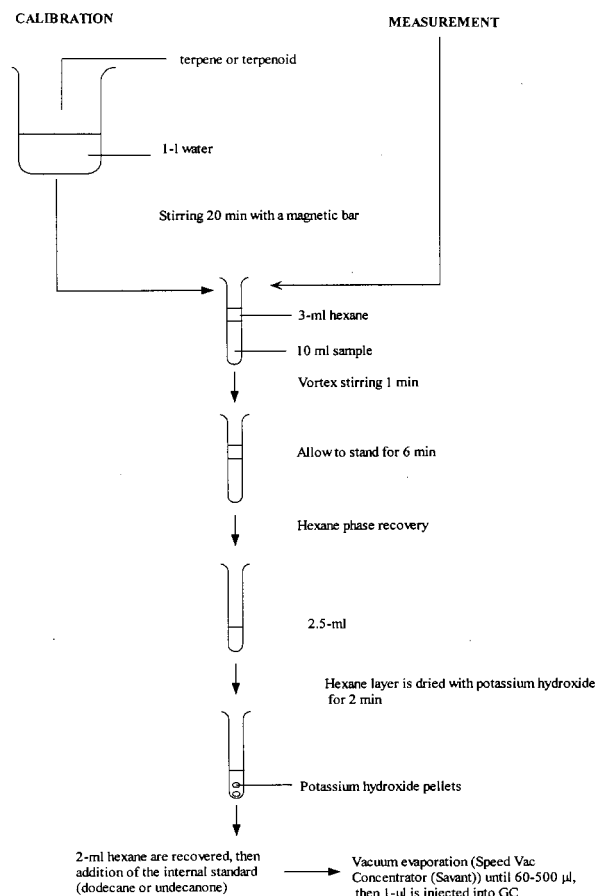 CALIBRATION
MEASUREMENT
terpene or terpenoid
1-l water
Stirring 20 min with a magnetic bar
3-ml hexane
10 ml sample
Vortex stirring 1 min
Allow to stand for 6 min
Hexane phase recovery
2.5-ml
Hexane layer is dried with potassium hydroxide
for 2 min
Potassium hydroxide pellets
2-ml hexane are recovered, then
addition of the internal standard
(dodecane or undecanone)
Vacuum evaporation (Speed Vac
Concentrator (Savant)) until 60-500 µl,
then 1-µl is injected into GC